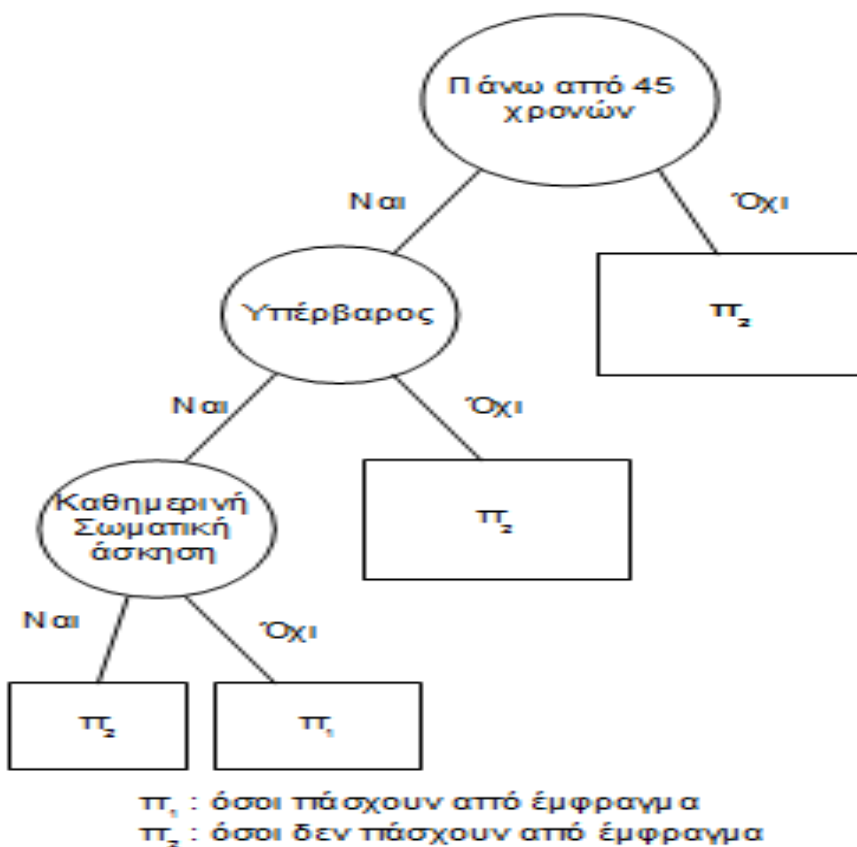 Πάνω από 45
χρονών
Ναι
Όχι
Υπέρβαρος
π₂
Ναι
Όχι
Καθημερινή
Σωματική
άσκηση
π₂
Ναι
Όχι
π₂
π₁
π₁ : όσοι πάσχουν από έμφραγμα
π₂ : όσοι δεν πάσχουν από έμφραγμα